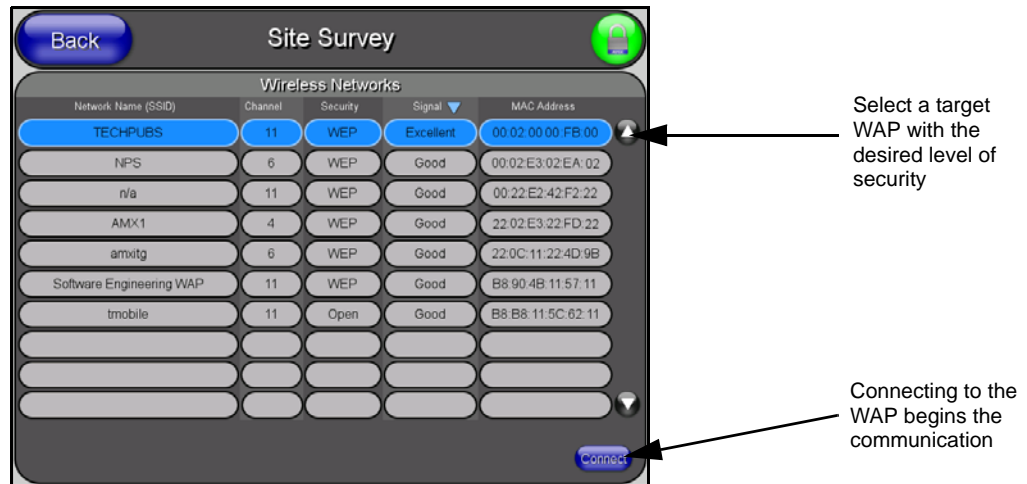 Back
Site Survey
Wireless Networks
Network Name (SSID) Channel Security Signal MAC Address
TECHPUBS 11 WEP Excellent 00:02:00:00:FB:00
NPS 6 WEP Good 00:02:E3:02:EA:02
n/a 11 WEP Good 00:22:E2:42:F2:22
AMX1 4 WEP Good 22:02:E3:22:FD:22
amxitg 6 WEP Good 22:0C:11:22:4D:9B
Software Engineering WAP 11 WEP Good B8:90:4B:11:57:11
tmobile 11 Open Good B8:B8:11:5C:62:11
Connect
Select a target
WAP with the
desired level of
security
Connecting to the
WAP begins the
communication